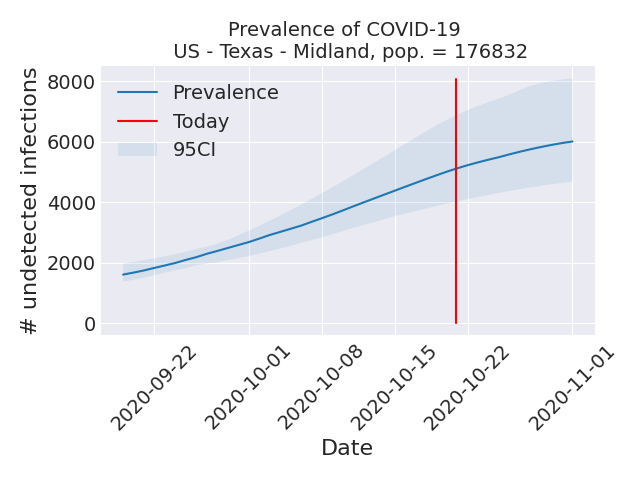 Prevalence of COVID-19
US - Texas - Midland, pop. = 176832
# undetected infections
8000
6000
4000
2000
0
Prevalence
Today
95CI
2020-09-22
2020-10-01
2020-10-08
2020-10-15
2020-10-22
2020-11-01
Date